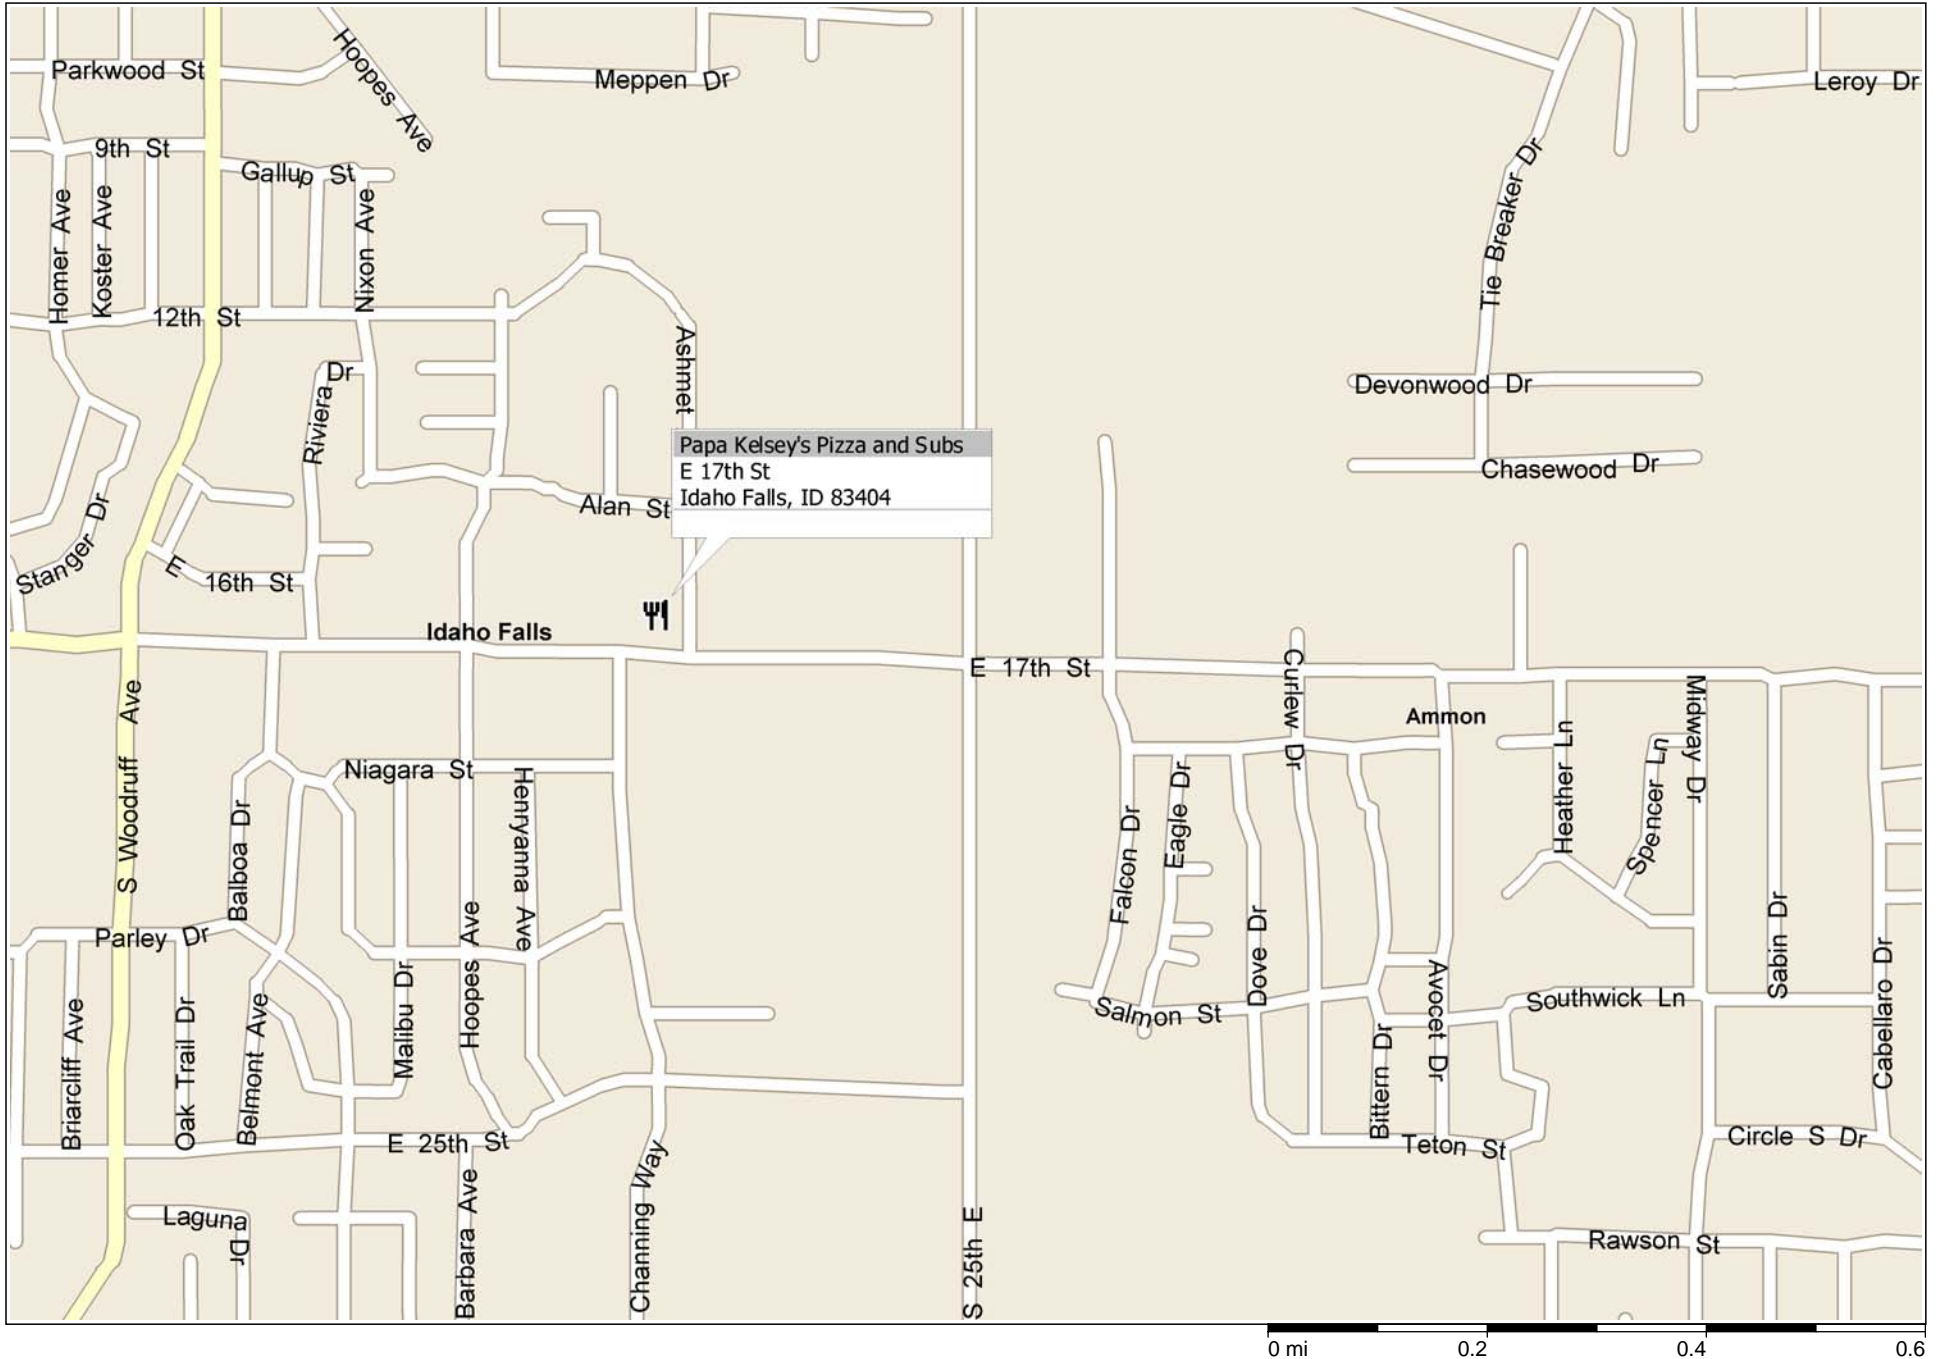 Hoopes Ave
Parkwood St
Meppen Dr
Leroy Dr
9th St
Gallup St
Tie Breaker Dr
Homer Ave
Koster Ave
Nixon Ave
12th St
Ashmet
Riviera Dr
Devonwood Dr
Papa Kelsey's Pizza and Subs
E 17th St
Idaho Falls, ID 83404
Chasewood Dr
Alan St
Stanger Dr
E 16th St
Idaho Falls
E 17th St
Curlew Dr
Ammon
S Woodruff Ave
Niagara St
Henryanna Ave
Balboa Dr
Falcon Dr
Eagle Dr
Heather Ln
Spencer Ln
Midway Dr
Parley Dr
Hoopes Ave
Dove Dr
Sabin Dr
Cabellaro Dr
Briarcliff Ave
Oak Trail Dr
Belmont Ave
Malibu Dr
Salmon St
Avocet Dr
Southwick Ln
Bittern Dr
E 25th St
Teton St
Circle S Dr
Laguna Dr
Barbara Ave
Channing Way
S 25th E
Rawson St
0 mi 0.2 0.4 0.6